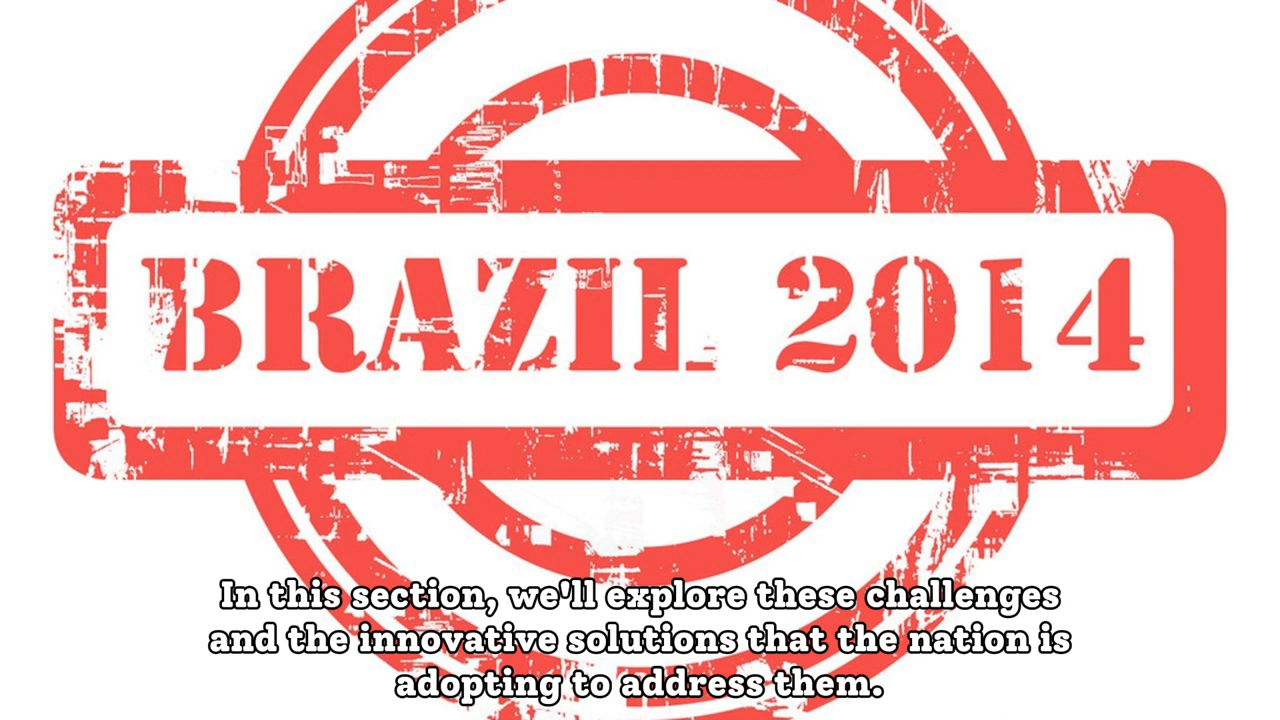 BRAZIL 2014
In this section, we'll explore these challenges
and the innovative solutions that the nation is
adopting to address them.